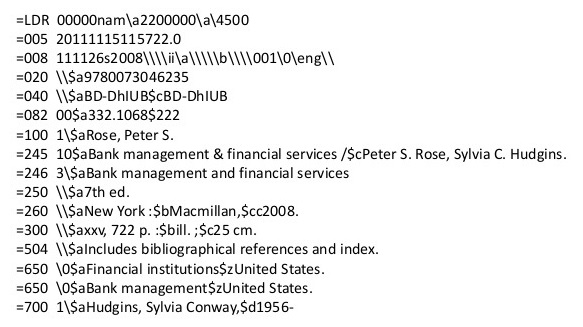 =LDR  00000nam\a2200000\a\4500
=005  20111115115722.0
=008  111126s2008\\\\ii\a\\\\\b\\\\001\0\eng\\
=020  \\$a9780073046235
=040  \\$aBD-DhIUB$cBD-DhIUB
=082  00$a332.1068$222
=100  1\$aRose, Peter S.
=245  10$aBank management & financial services /$cPeter S. Rose, Sylvia C. Hudgins.
=246  3\$aBank management and financial services
=250  \\$a7th ed.
=260  \\$aNew York :$bMacmillan,$cc2008.
=300  \\$axxv, 722 p. :$bill. ;$c25 cm.
=504  \\$aIncludes bibliographical references and index.
=650  \0$aFinancial institutions$zUnited States.
=650  \0$aBank management$zUnited States.
=700  1\$aHudgins, Sylvia Conway,$d1956-